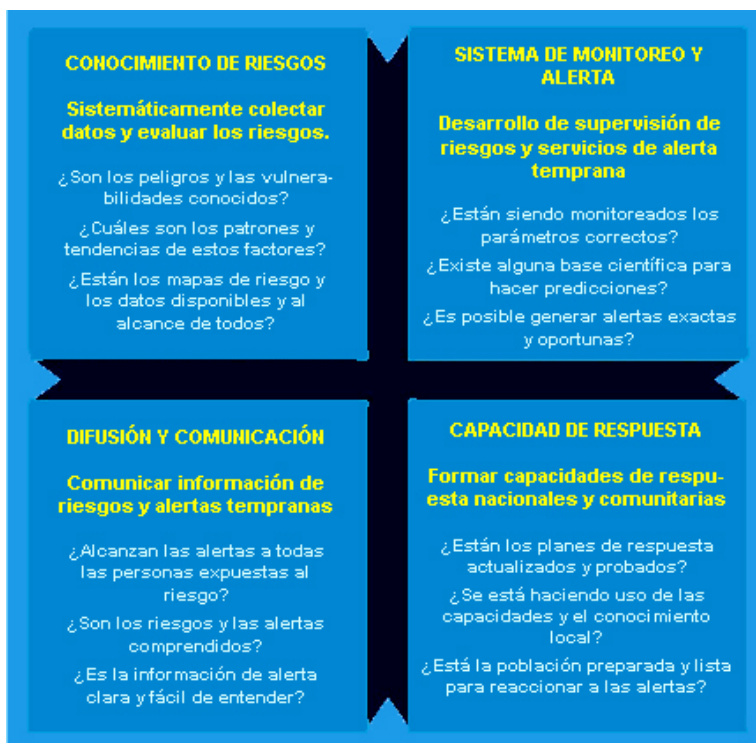 CONOCIMIENTO DE RIESGOS
Sistemáticamente colectar
datos y evaluar los riesgos.
¿Son los peligros y las vulnera-
bilidades conocidos?
¿Cuáles son los patrones y
tendencias de estos factores?
¿Están los mapas de riesgo y
los datos disponibles y al
alcance de todos?
SISTEMA DE MONITOREO Y
ALERTA
Desarrollo de supervisión de
riesgos y servicios de alerta
temprana
¿Están siendo monitoreados los
parámetros correctos?
¿Existe alguna base científica para
hacer predicciones?
¿Es posible generar alertas exactas
y oportunas?
DIFUSIÓN Y COMUNICACIÓN
Comunicar información de
riesgos y alertas tempranas
¿Alcanzan las alertas a todas
las personas expuestas al
riesgo?
¿Son los riesgos y las alertas
comprendidos?
¿Es la información de alerta
clara y fácil de entender?
CAPACIDAD DE RESPUESTA
Formar capacidades de respu-
esta nacionales y comunitarias
¿Están los planes de respuesta
actualizados y probados?
¿Se está haciendo uso de las
capacidades y el conocimiento
local?
¿Está la población preparada y lista
para reaccionar a las alertas?